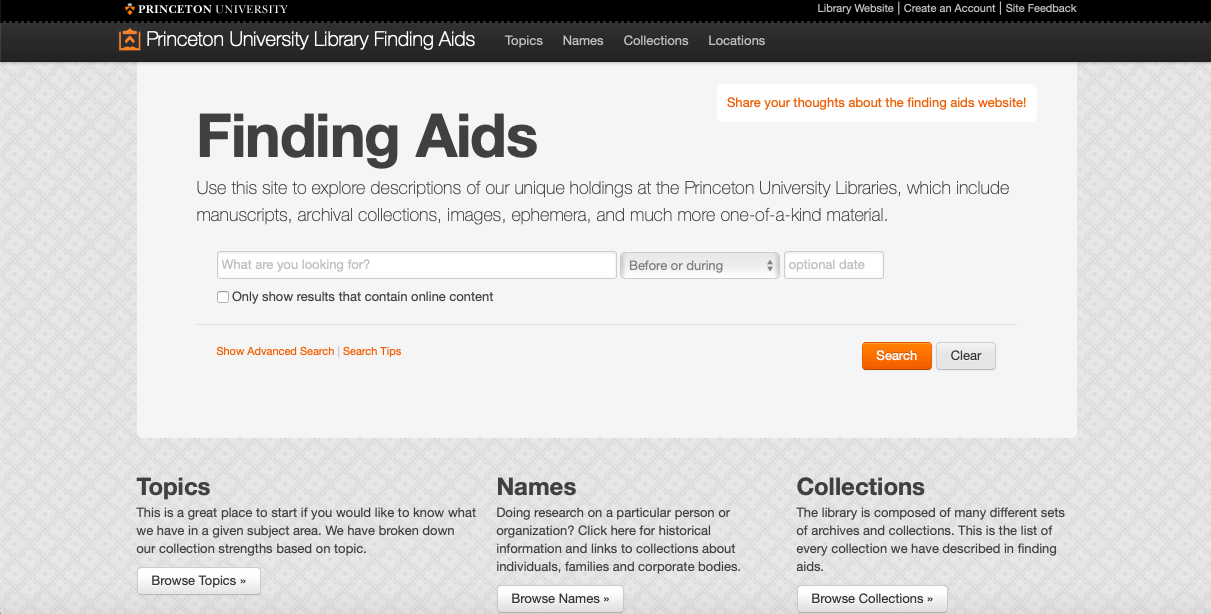 PRINCETON UNIVERSITY
Library Website | Create an Account | Site Feedback
Princeton University Library Finding Aids
Topics Names Collections Locations
Share your thoughts about the finding aids website!
Finding Aids
Use this site to explore descriptions of our unique holdings at the Princeton University Libraries, which include
manuscripts, archival collections, images, ephemera, and much more one-of-a-kind material.
What are you looking for? Before or during optional date
Only show results that contain online content
Show Advanced Search | Search Tips
Search Clear
Topics
This is a great place to start if you would like to know what
we have in a given subject area. We have broken down
our collection strengths based on topic.
Browse Topics »
Names
Doing research on a particular person or
organization? Click here for historical
information and links to collections about
individuals, families and corporate bodies.
Browse Names »
Collections
The library is composed of many different sets
of archives and collections. This is the list of
every collection we have described in finding
aids.
Browse Collections »